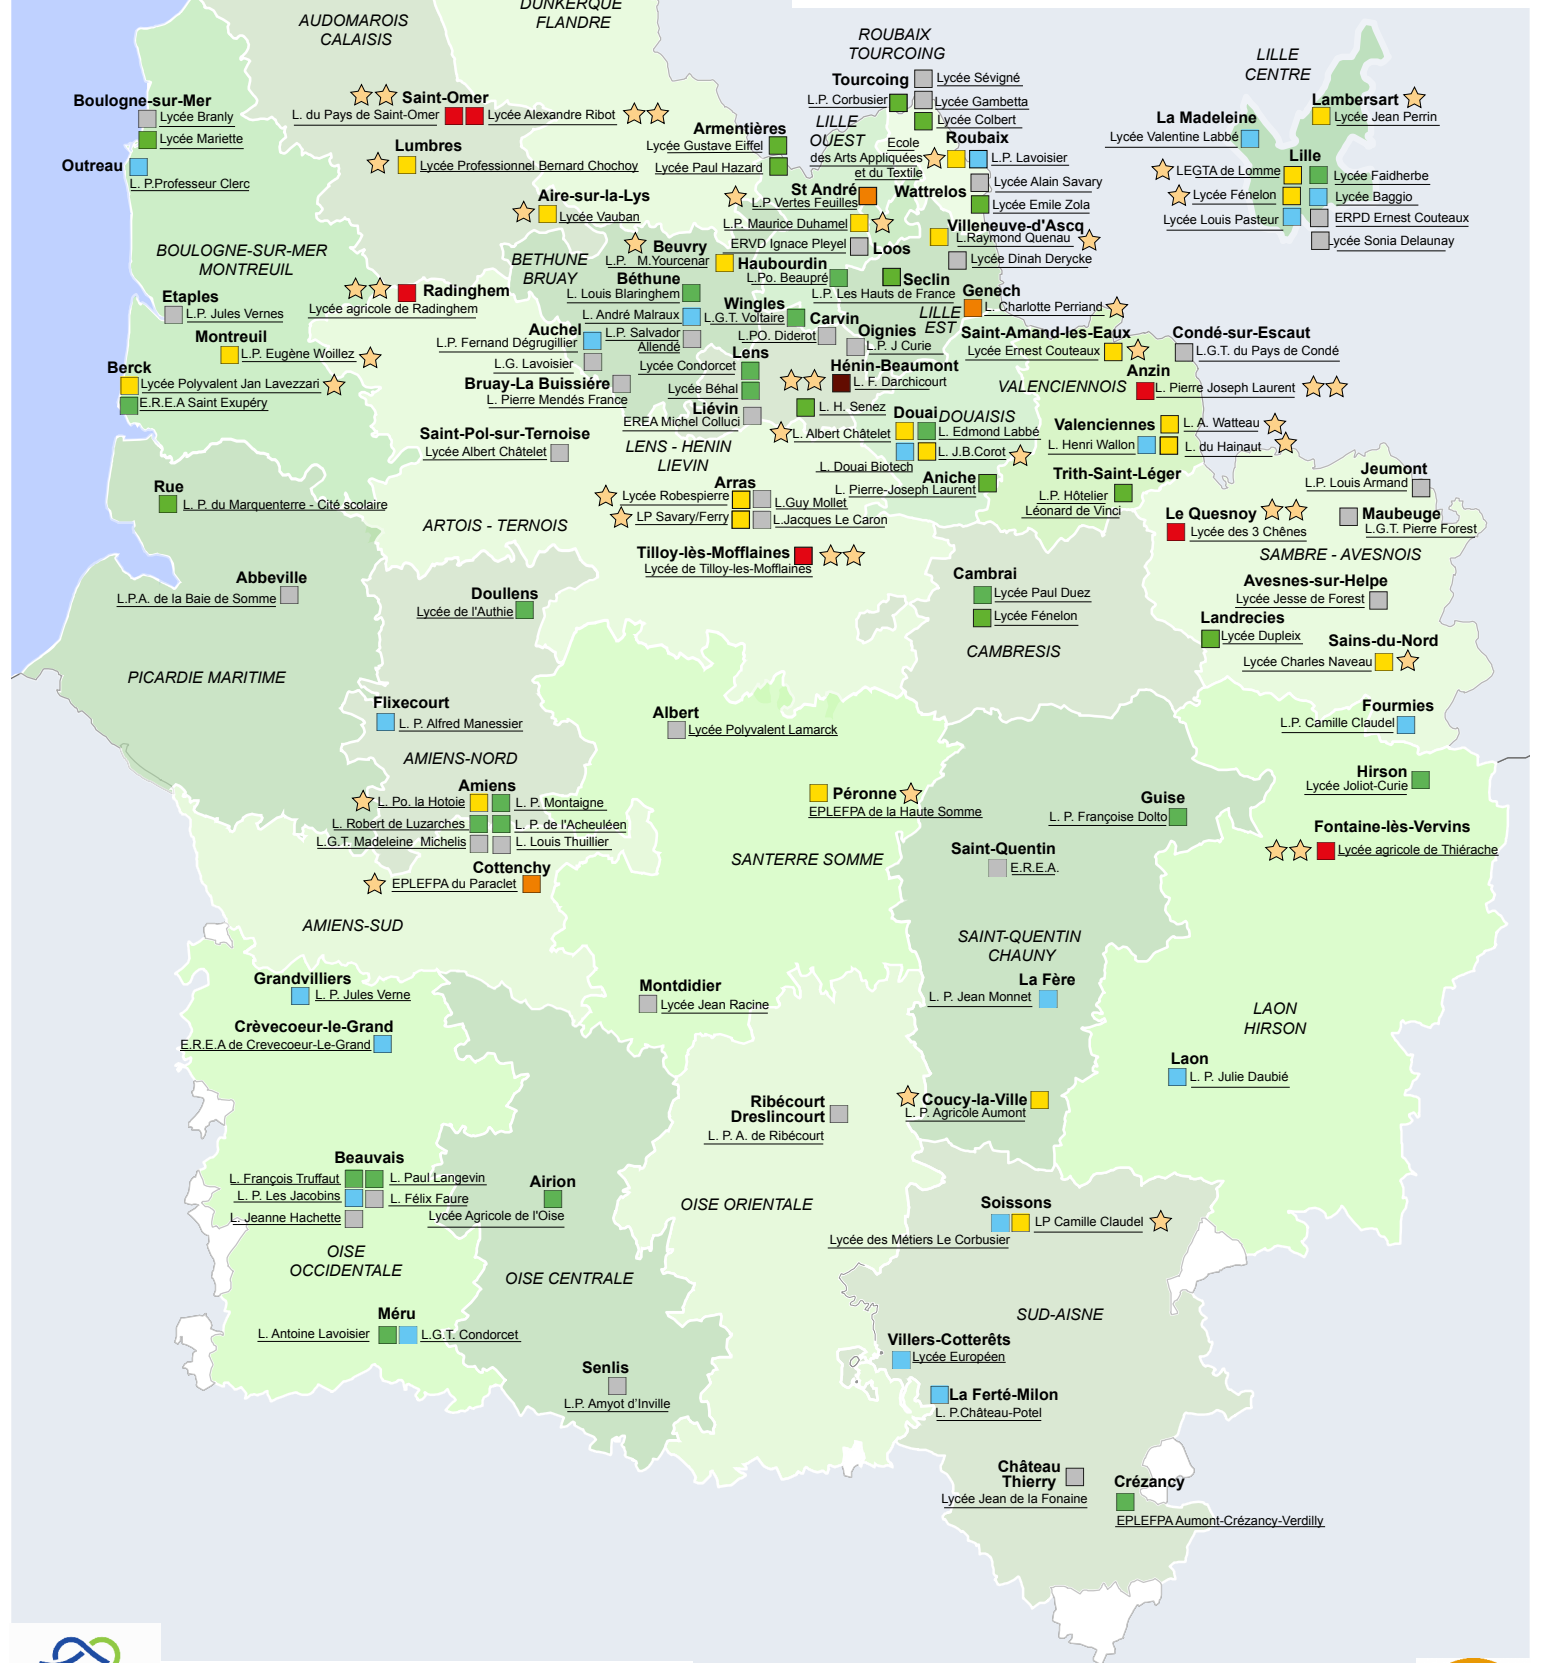 DUNKERQUE
FLANDRE
AUDOMAROIS
CALAISIS
ROUBAIX
TOURCOING
LILLE
CENTRE
Tourcoing
Lycée Sévigné
L.P. Corbusier
Lycée Gambetta
Lycée Colbert
Boulogne-sur-Mer
Lycée Branly
Lycée Mariette
Outreau
L. P.Professeur Clerc
Saint-Omer
L. du Pays de Saint-Omer
Lycée Alexandre Ribot
Lumbres
Lycée Professionnel Bernard Chochoy
Aire-sur-la-Lys
Lycée Vauban
Armentières
Lycée Gustave Eiffel
Lycée Paul Hazard
LILLE
OUEST
Ecole
des Arts Appliquées
et du Textile
Roubaix
L.P. Lavoisier
Wattrelos
Lycée Alain Savary
Lycée Emile Zola
Lambersart
Lycée Jean Perrin
La Madeleine
Lycée Valentine Labbé
Lille
LEGTA de Lomme
Lycée Faidherbe
Lycée Fénelon
Lycée Baggio
Lycée Louis Pasteur
ERPD Ernest Couteaux
Lycée Sonia Delaunay
St André
L.P Vertes Feuilles
L.P. Maurice Duhamel
ERVD Ignace Pleyel
Loos
Villeneuve-d'Ascq
L.Raymond Quenau
Lycée Dinah Derycke
BOULOGNE-SUR-MER
MONTREUIL
BETHUNE
BRUAY
Beuvry
L.P. M.Yourcenar
Haubourdin
L.Po. Beaupré
Seclin
L.P. Les Hauts de France
Genech
L. Charlotte Perriand
LILLE
EST
Béthune
L. Louis Blaringhem
L. André Malraux
L.P. Salvador
Allendé
Radinghem
Lycée agricole de Radinghem
Etaples
L.P. Jules Vernes
Montreuil
L.P. Eugène Woillez
Berck
Lycée Polyvalent Jan Lavezzari
E.R.E.A Saint Exupéry
Wingles
L.G.T. Voltaire
Carvin
L.PO. Diderot
Oignies
L.P. J Curie
Auchel
L.P. Fernand Dégrugillier
L.G. Lavoisier
Bruay-La Buissiére
L. Pierre Mendés France
Lens
Lycée Condorcet
Lycée Béhal
Liévin
EREA Michel Colluci
Hénin-Beaumont
L. F. Darchicourt
L. H. Senez
Saint-Amand-les-Eaux
Lycée Ernest Couteaux
Condé-sur-Escaut
L.G.T. du Pays de Condé
VALENCIENNOIS
Anzin
L. Pierre Joseph Laurent
Valenciennes
L. A. Watteau
L. Henri Wallon
L. du Hainaut
Douai
DOUAISIS
L. Albert Châtelet
L. Edmond Labbé
L. J.B.Corot
L. Douai Biotech
Aniche
L. Pierre-Joseph Laurent
Trith-Saint-Léger
L.P. Hôtelier
Léonard de Vinci
Saint-Pol-sur-Ternoise
Lycée Albert Châtelet
LENS - HENIN
LIEVIN
Jeumont
L.P. Louis Armand
Maubeuge
L.G.T. Pierre Forest
Le Quesnoy
Lycée des 3 Chênes
SAMBRE - AVESNOIS
Rue
L. P. du Marquenterre - Cité scolaire
ARTOIS - TERNOIS
Arras
Lycée Robespierre
L.Guy Mollet
LP Savary/Ferry
L.Jacques Le Caron
Tilloy-lès-Mofflaines
Lycée de Tilloy-les-Mofflaines
Abbeville
L.P.A. de la Baie de Somme
Doullens
Lycée de l'Authie
Cambrai
Lycée Paul Duez
Lycée Fénelon
CAMBRESIS
Avesnes-sur-Helpe
Lycée Jesse de Forest
Landrecies
Lycée Dupleix
Sains-du-Nord
Lycée Charles Naveau
PICARDIE MARITIME
Flixecourt
L. P. Alfred Manessier
AMIENS-NORD
Albert
Lycée Polyvalent Lamarck
Fourmies
L.P. Camille Claudel
Hirson
Lycée Joliot-Curie
Amiens
L. Po. la Hotoie
L. P. Montaigne
L. Robert de Luzarches
L. P. de l'Acheuléen
L.G.T. Madeleine Michelis
L. Louis Thuillier
Péronne
EPLEFPA de la Haute Somme
Guise
L. P. Françoise Dolto
Fontaine-lès-Vervins
Lycée agricole de Thiérache
Cottenchy
EPLEFPA du Paraclet
SANTERRE SOMME
Saint-Quentin
E.R.E.A.
AMIENS-SUD
SAINT-QUENTIN
CHAUNY
Grandvilliers
L. P. Jules Verne
Montdidier
Lycée Jean Racine
La Fère
L. P. Jean Monnet
LAON
HIRSON
Crèvecoeur-le-Grand
E.R.E.A de Crevecoeur-Le-Grand
Laon
L. P. Julie Daubié
Ribécourt
Dreslincourt
L. P. A. de Ribécourt
Coucy-la-Ville
L. P. Agricole Aumont
Beauvais
L. François Truffaut
L. Paul Langevin
L. P. Les Jacobins
L. Félix Faure
L. Jeanne Hachette
Airion
Lycée Agricole de l'Oise
OISE ORIENTALE
Soissons
LP Camille Claudel
Lycée des Métiers Le Corbusier
OISE
OCCIDENTALE
OISE CENTRALE
SUD-AISNE
Méru
L. Antoine Lavoisier
L.G.T. Condorcet
Villers-Cotterêts
Lycée Européen
Senlis
L.P. Amyot d'Inville
La Ferté-Milon
L. P.Château-Potel
Château
Thierry
Lycée Jean de la Fonaine
Crézancy
EPLEFPA Aumont-Crézancy-Verdilly